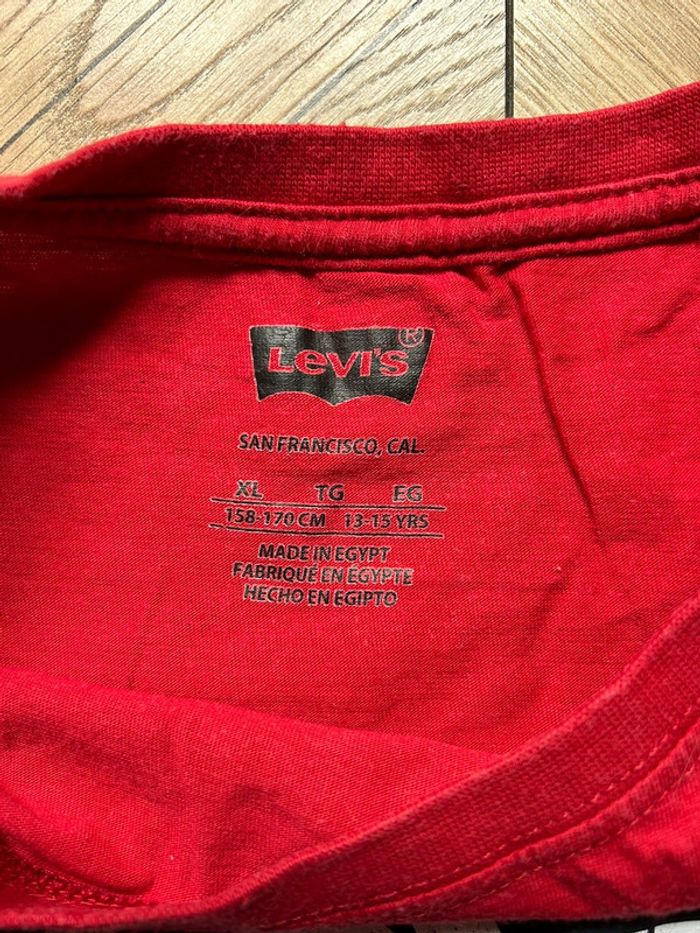 Levi's ®
SAN FRANCISCO, CAL.
XL TG EG
158-170 CM 13-15 YRS
MADE IN EGYPT
FABRIQUÉ EN ÉGYPTE
HECHO EN EGIPTO